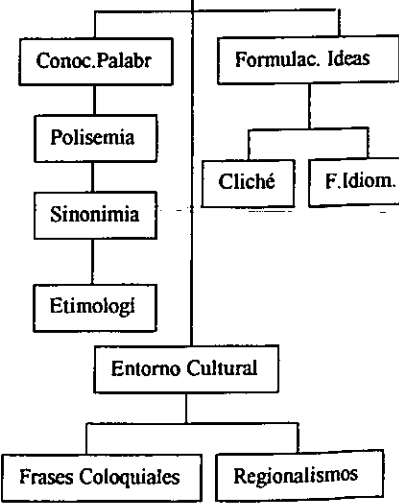 Conoc.Palabr
Formulac. Ideas
Polisemia
Cliché
F.Idiom.
Sinonimia
Etimologí
Entorno Cultural
Frases Coloquiales
Regionalismos